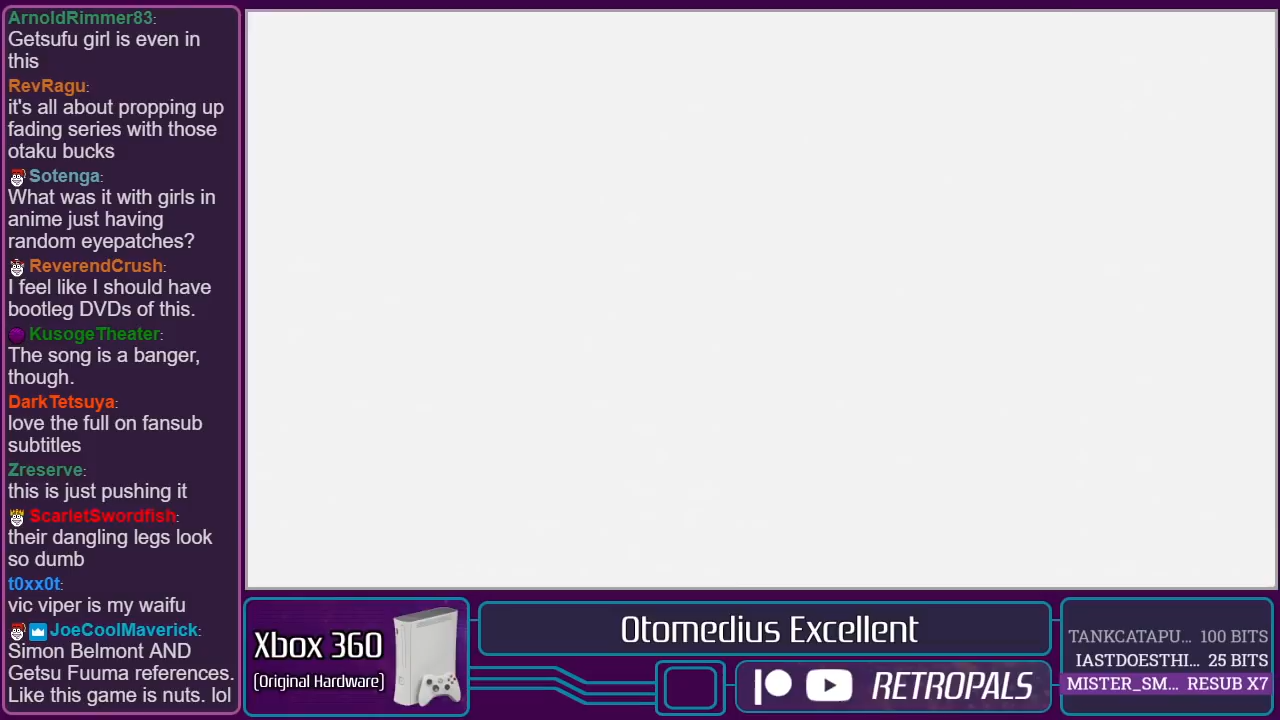 ArnoldRimmer83:
Getsufu girl is even in
this
RevRagu:
it's all about propping up
fading series with those
otaku bucks
Sotenga:
What was it with girls in
anime just having
random eyepatches?
ReverendCrush:
I feel like I should have
bootleg DVDs of this.
KusogeTheater:
The song is a banger,
though.
DarkTetsuya:
love the full on fansub
subtitles
Zreserve:
this is just pushing it
ScarletSwordfish:
their dangling legs look
so dumb
t0xx0t:
vic viper is my waifu
JoeCoolMaverick:
Simon Belmont AND
Getsu Fuuma references.
Like this game is nuts. lol
Xbox 360
(Original Hardware)
Otomedius Excellent
RETROPALS
TANKCATAPU... 100 BITS
IASTDOESTHI... 25 BITS
MISTER_SM... RESUB X7